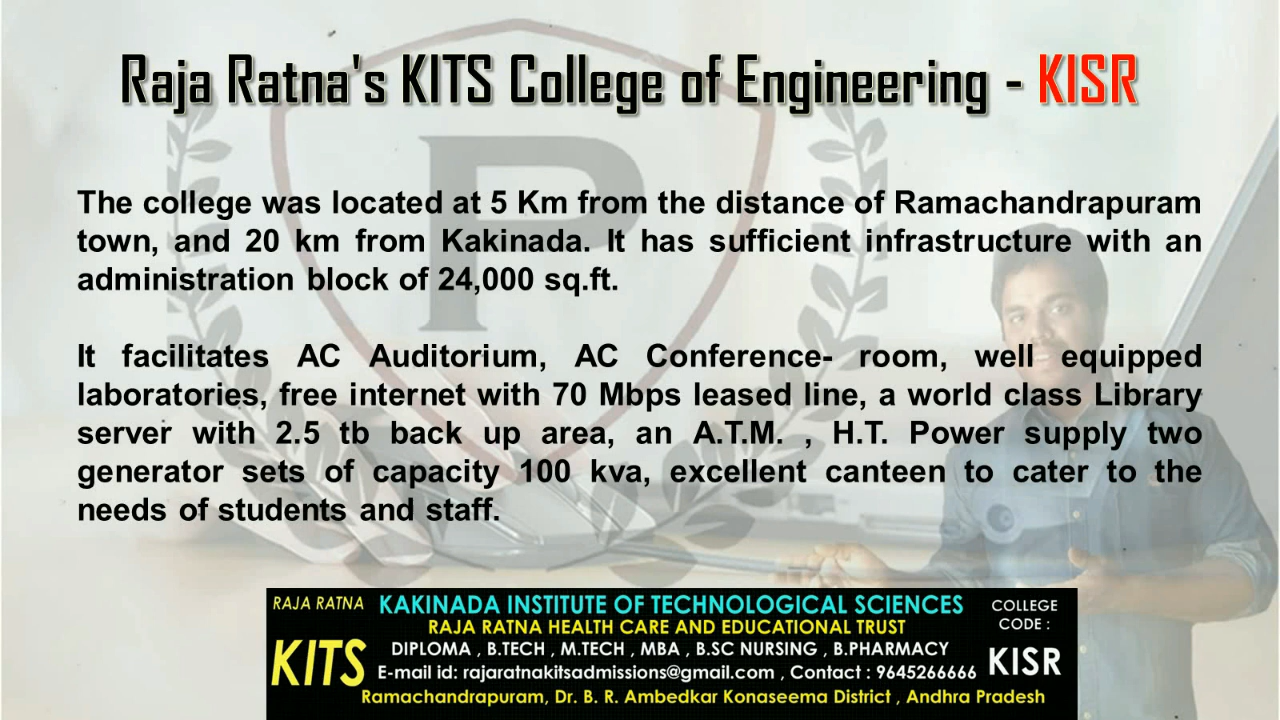 Raja Ratna's KITS College of Engineering - KISR
The college was located at 5 Km from the distance of Ramachandrapuram
town, and 20 km from Kakinada. It has sufficient infrastructure with an
administration block of 24,000 sq.ft.
It facilitates AC Auditorium, AC Conference- room, well equipped
laboratories, free internet with 70 Mbps leased line, a world class Library
server with 2.5 tb back up area, an A.T.M. , H.T. Power supply two
generator sets of capacity 100 kva, excellent canteen to cater to the
needs of students and staff.
RAJA RATNA
KITS
KAKINADA INSTITUTE OF TECHNOLOGICAL SCIENCES
RAJA RATNA HEALTH CARE AND EDUCATIONAL TRUST
DIPLOMA , B.TECH , M.TECH , MBA , B.SC NURSING , B.PHARMACY
E-mail id: rajaratnakitsadmissions@gmail.com , Contact : 9645266666
Ramachandrapuram, Dr. B. R. Ambedkar Konaseema District , Andhra Pradesh
COLLEGE
CODE :
KISR
R